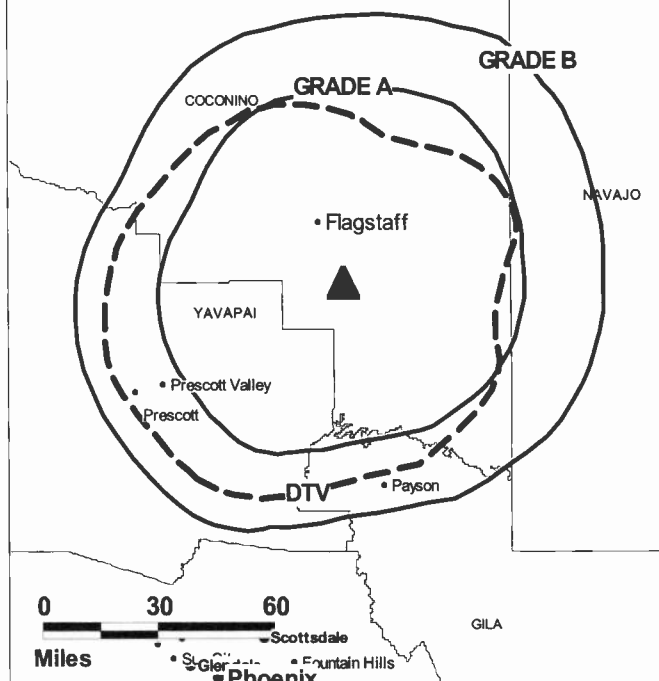 GRADE B
GRADE A
COCONINO
NAVAJO
Flagstaff
YAVAPAI
Prescott Valley
Prescott
DTV
Payson
0 30 60
GILA
Scottsdale
Miles
Fountain Hills
Phoenix